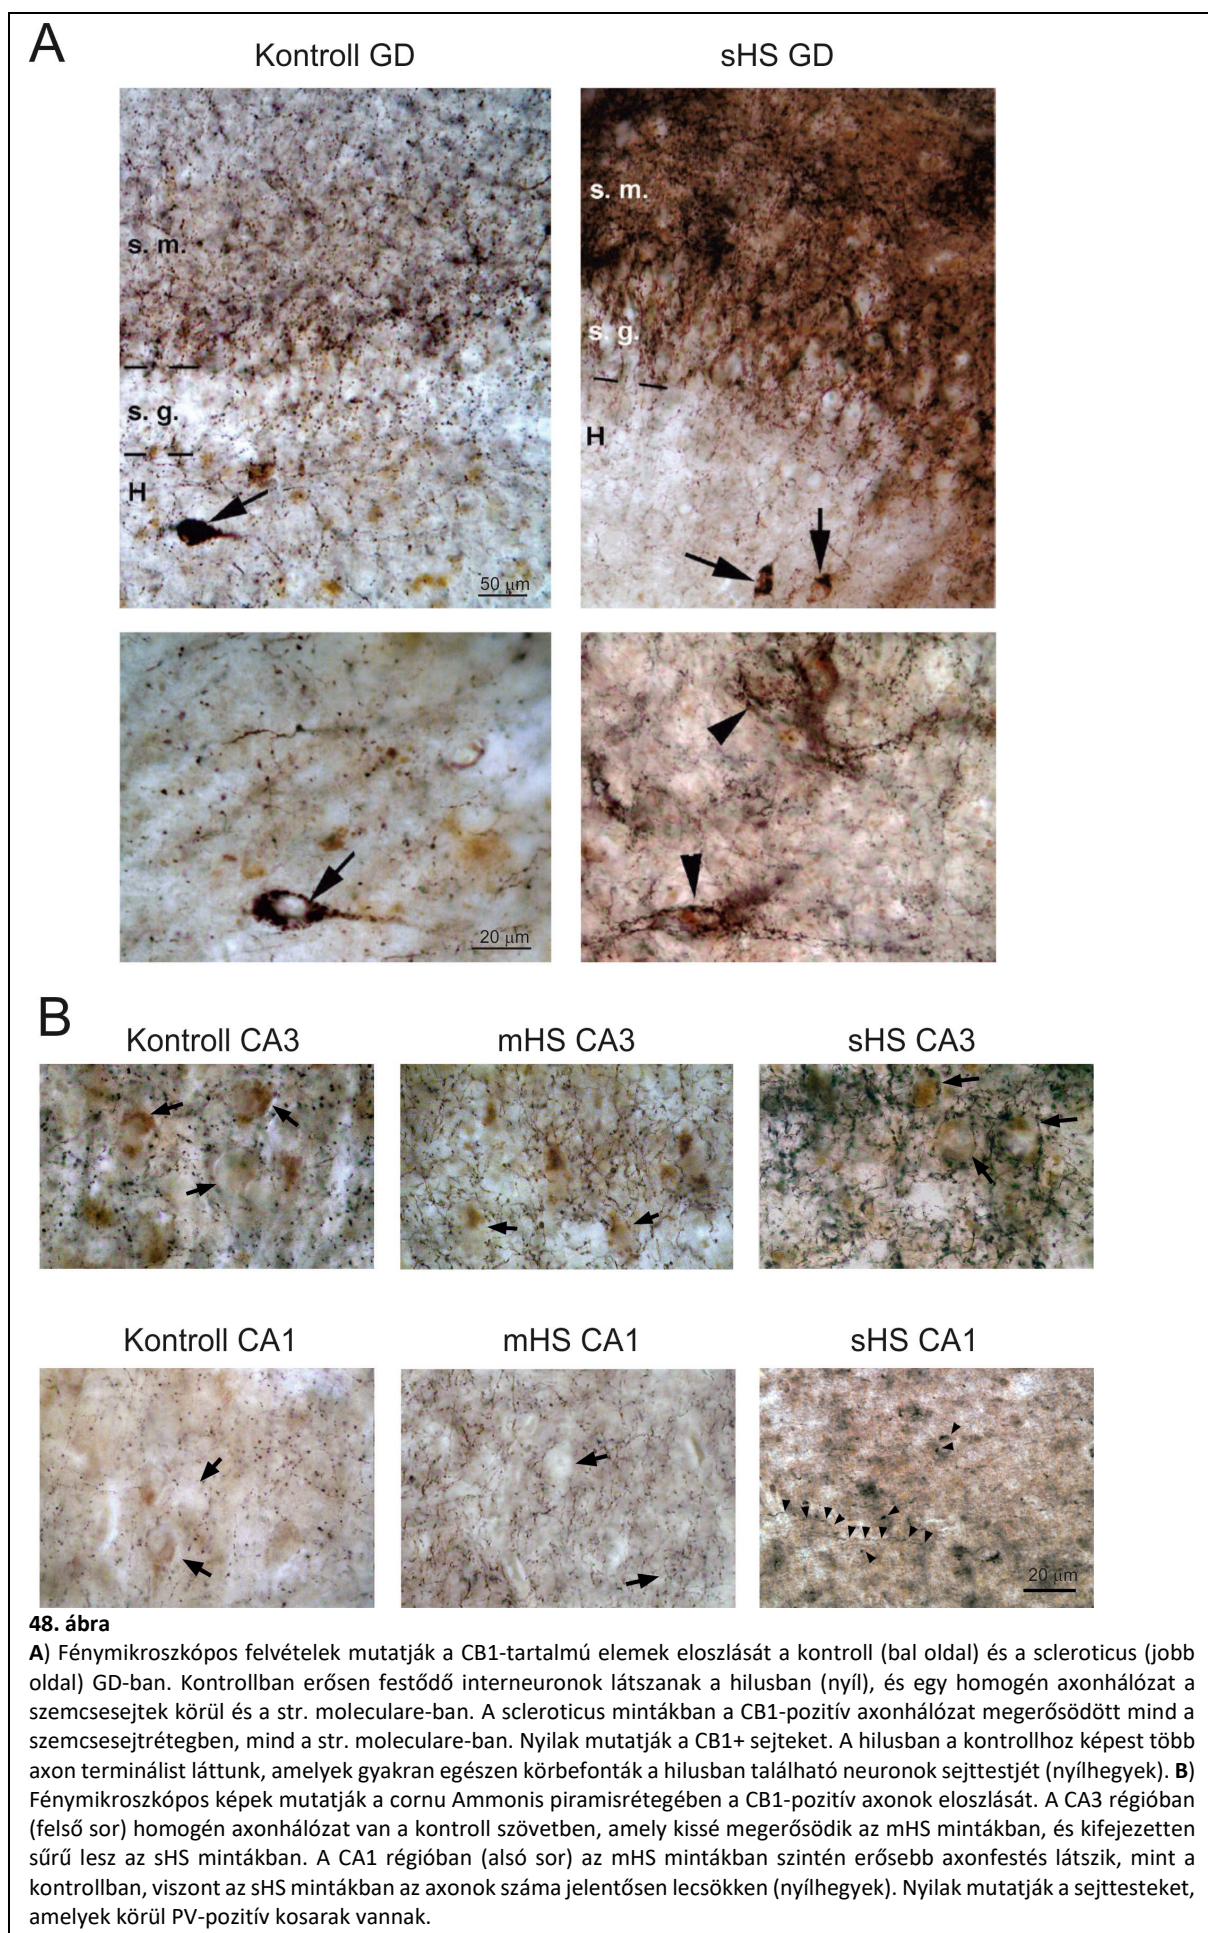 A
Kontroll GD
sHS GD
s. m.
s. g.
H
50 µm
s. m.
s. g.
H
20 µm
B
Kontroll CA3
mHS CA3
sHS CA3
Kontroll CA1
mHS CA1
sHS CA1
20 µm
48. ábra
A) Fénymikroszkópos felvételek mutatják a CB1-tartalmú elemek eloszlását a kontroll (bal oldal) és a scleroticus (jobb
oldal) GD-ban. Kontrollban erősen festődő interneuronok látszanak a hilusban (nyíl), és egy homogén axonhálózat a
szemcsesejtek körül és a str. moleculare-ban. A scleroticus mintákban a CB1-pozitív axonhálózat megerősödött mind a
szemcsesejtrétegben, mind a str. moleculare-ban. Nyilak mutatják a CB1+ sejteket. A hilusban a kontrollhoz képest több
axon terminálist láttunk, amelyek gyakran egészen körbefonták a hilusban található neuronok sejttestjét (nyílhegyek). B)
Fénymikroszkópos képek mutatják a cornu Ammonis piramisrétegében a CB1-pozitív axonok eloszlását. A CA3 régióban
(felső sor) homogén axonhálózat van a kontroll szövetben, amely kissé megerősödik az mHS mintákban, és kifejezetten
sűrű lesz az sHS mintákban. A CA1 régióban (alsó sor) az mHS mintákban szintén erősebb axonfestés látszik, mint a
kontrollban, viszont az sHS mintákban az axonok száma jelentősen lecsökken (nyílhegyek). Nyilak mutatják a sejttesteket,
amelyek körül PV-pozitív kosarak vannak.